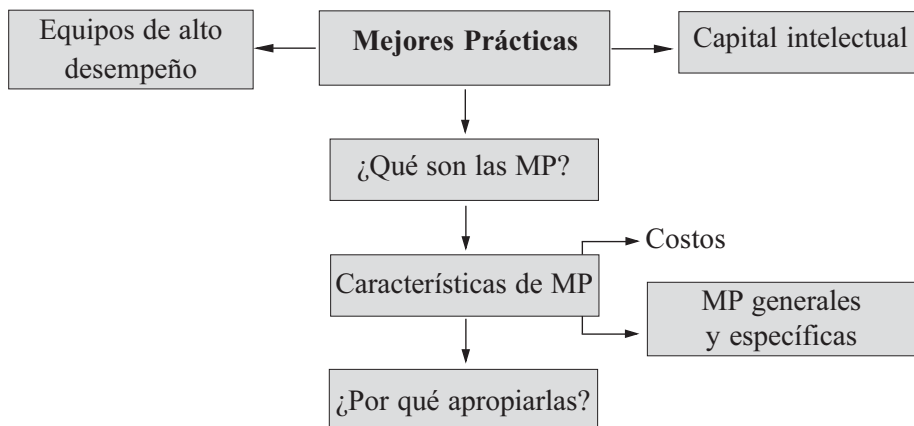 Equipos de alto
desempeño
Mejores Prácticas
Capital intelectual
¿Qué son las MP?
Costos
Características de MP
MP generales
y específicas
¿Por qué apropiarlas?